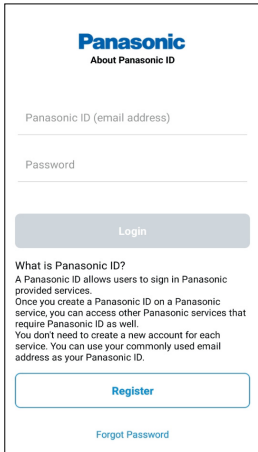 Panasonic
About Panasonic ID
Panasonic ID (email address)
Password
Login
What is Panasonic ID?
A Panasonic ID allows users to sign in Panasonic
provided services.
Once you create a Panasonic ID on a Panasonic
service, you can access other Panasonic services that
require Panasonic ID as well.
You don't need to create a new account for each
service. You can use your commonly used email
address as your Panasonic ID.
Register
Forgot Password